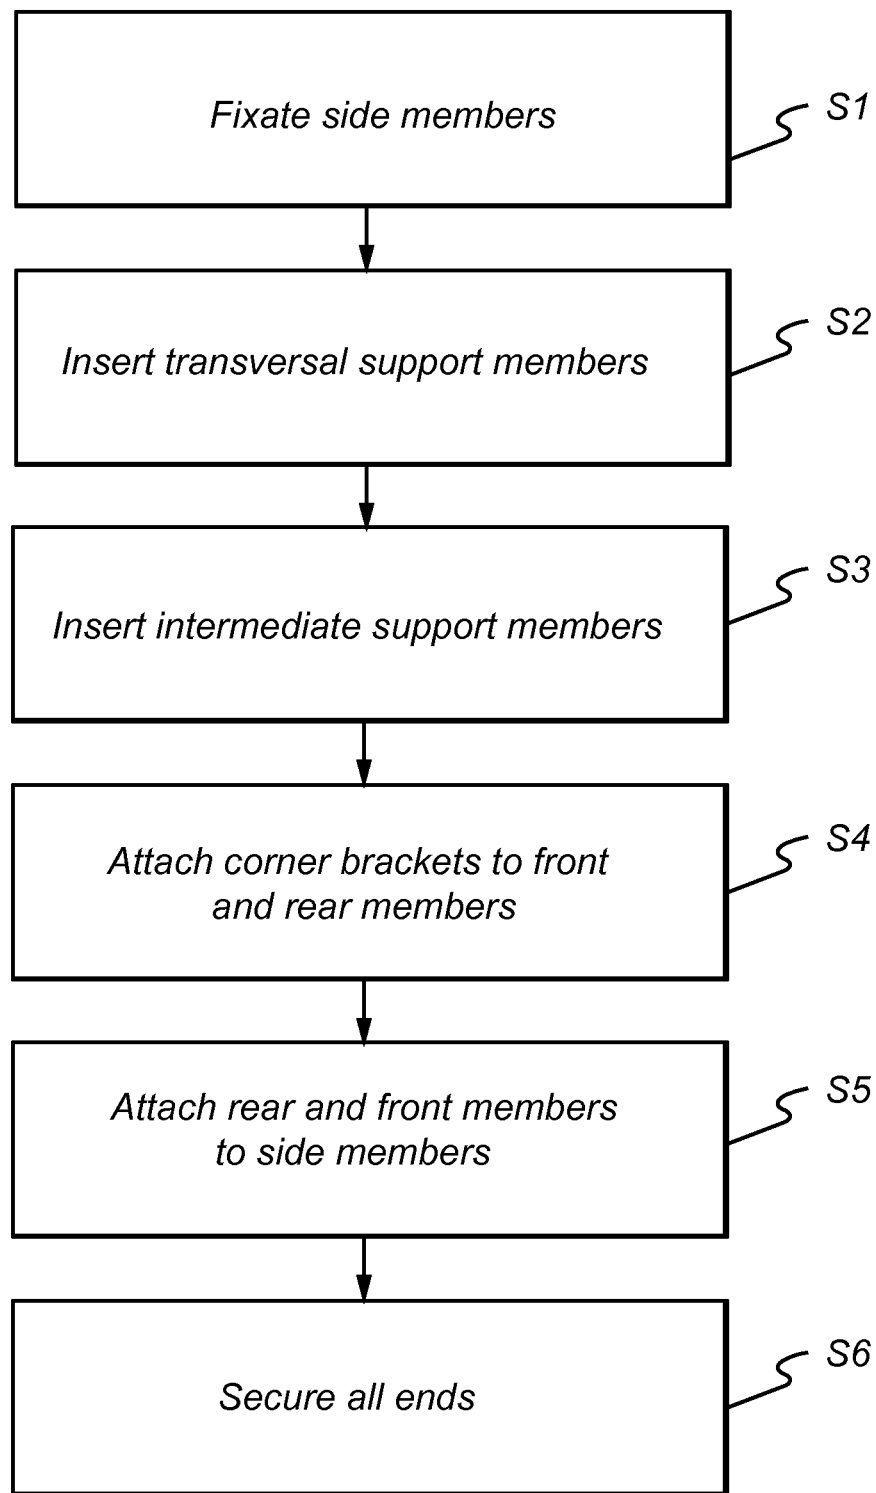 Fixate side members
S1
Insert transversal support members
S2
Insert intermediate support members
S3
Attach corner brackets to front
and rear members
S4
Attach rear and front members
to side members
S5
Secure all ends
S6